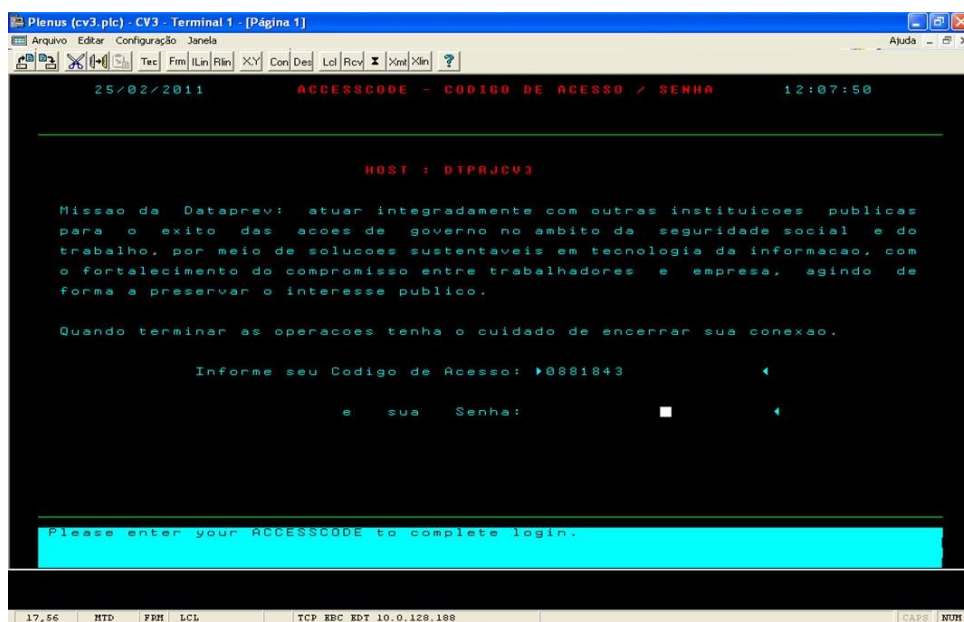 Plenus (cv3.plc) - CV3 - Terminal 1 - [Página 1]
Arquivo Editar Configuração Janela Ajuda
Tec Frm ILin Rlin X,Y Con Des Lcl Rcv Xmt Xlin ?
25/02/2011 ACCESSCODE - CODIGO DE ACESSO / SENHA 12:07:50
HOST : DTPRJCV3
Missao da Dataprev: atuar integradamente com outras instituicoes publicas
para o exito das acoes de governo no ambito da seguridade social e do
trabalho, por meio de solucoes sustentaveis em tecnologia da informacao, com
o fortalecimento do compromisso entre trabalhadores e empresa, agindo de
forma a preservar o interesse publico.
Quando terminar as operacoes tenha o cuidado de encerrar sua conexao.
Informe seu Codigo de Acesso: 0881843
e sua Senha:
Please enter your ACCESSCODE to complete login.
17,56 MTD FRM LCL TCP EBC EDT 10.0.128.188 CAPS NUM